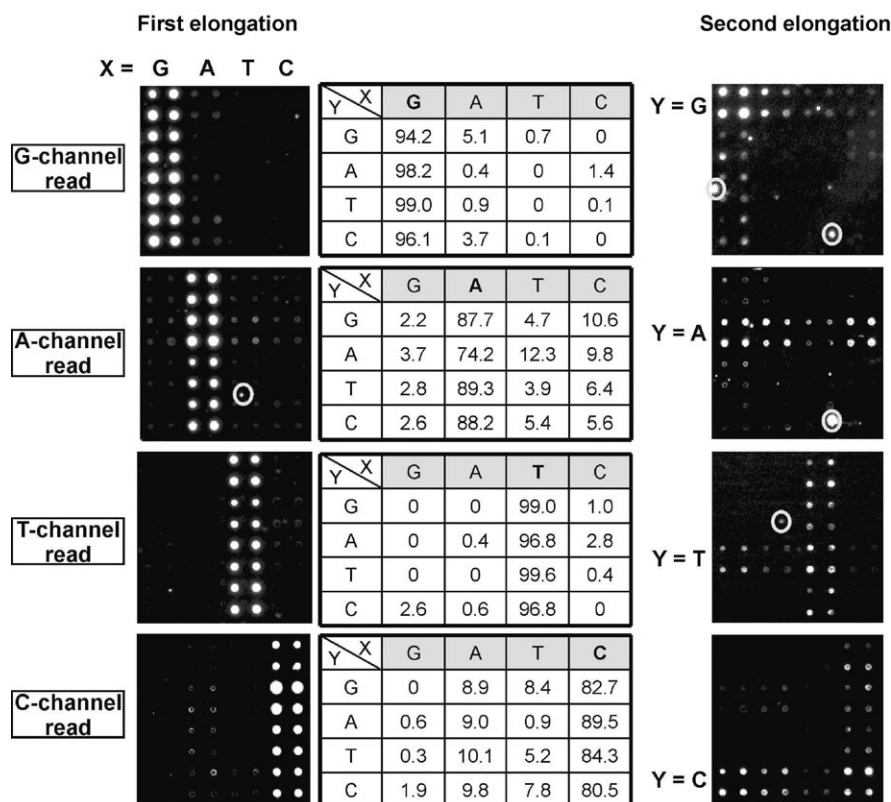 First elongation
Second elongation
X = G A T C
G-channel
read
Y X G A T C
G 94.2 5.1 0.7 0
A 98.2 0.4 0 1.4
T 99.0 0.9 0 0.1
C 96.1 3.7 0.1 0
Y = G
A-channel
read
Y X G A T C
G 2.2 87.7 4.7 10.6
A 3.7 74.2 12.3 9.8
T 2.8 89.3 3.9 6.4
C 2.6 88.2 5.4 5.6
Y = A
T-channel
read
Y X G A T C
G 0 0 99.0 1.0
A 0 0.4 96.8 2.8
T 0 0 99.6 0.4
C 2.6 0.6 96.8 0
Y = T
C-channel
read
Y X G A T C
G 0 8.9 8.4 82.7
A 0.6 9.0 0.9 89.5
T 0.3 10.1 5.2 84.3
C 1.9 9.8 7.8 80.5
Y = C